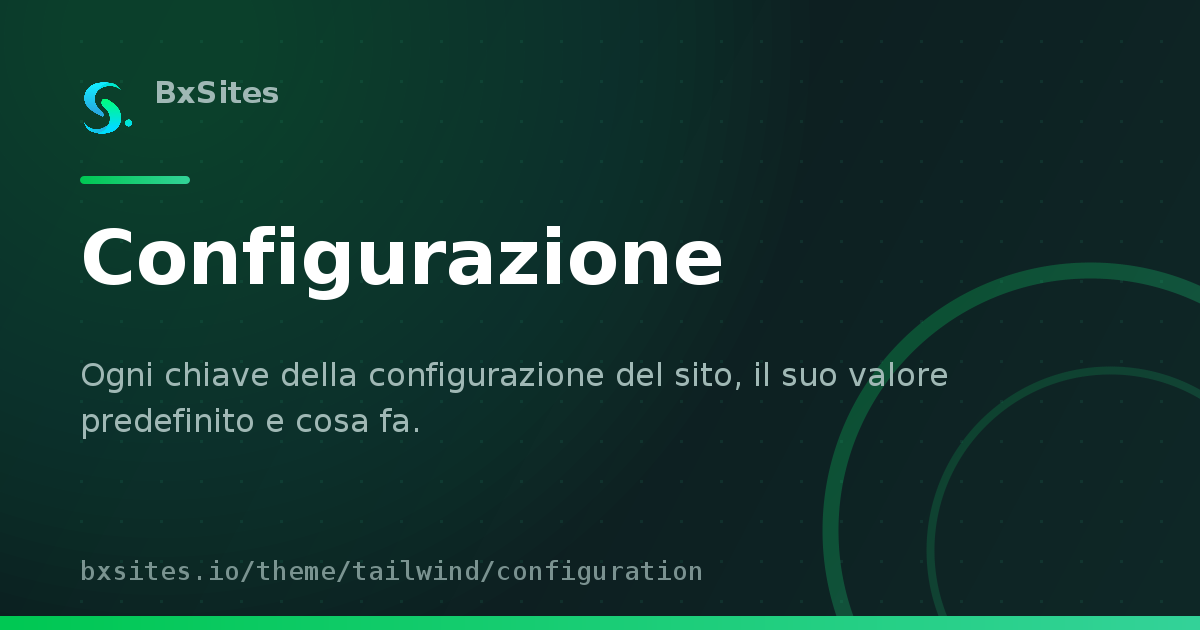 BxSites
Configurazione
Ogni chiave della configurazione del sito, il suo valore
predefinito e cosa fa.
bxsites.io/theme/tailwind/configuration